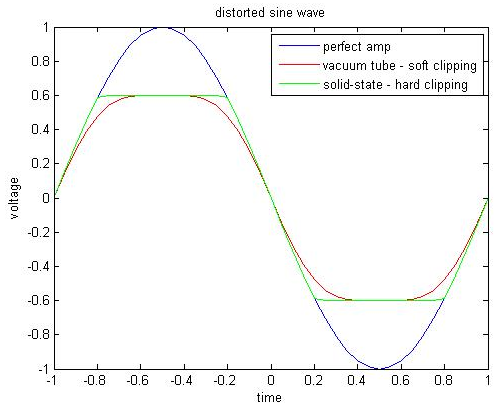 distorted sine wave
perfect amp
vacuum tube - soft clipping
solid-state - hard clipping
voltage
1
0.8
0.6
0.4
0.2
0
-0.2
-0.4
-0.6
-0.8
-1
-1 -0.8 -0.6 -0.4 -0.2 0 0.2 0.4 0.6 0.8 1
time